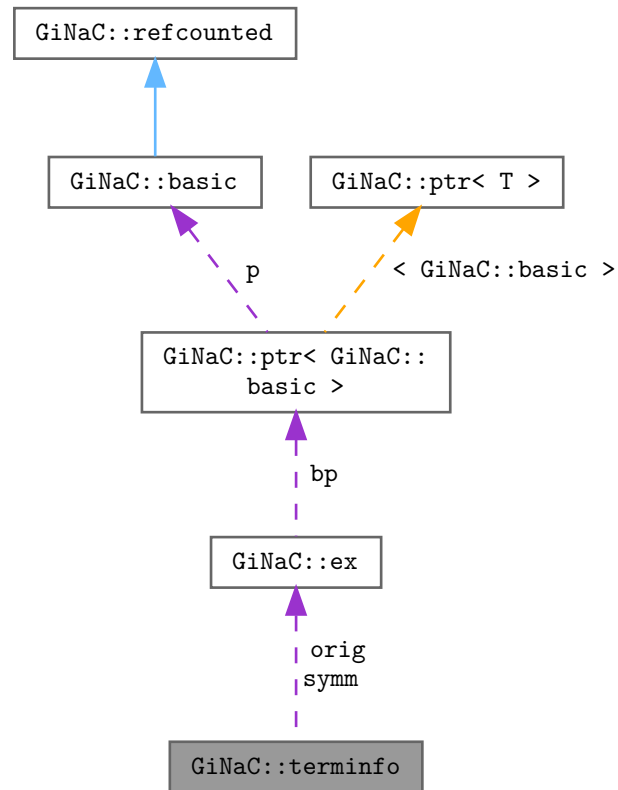 GiNaC::refcounted
GiNaC::basic
GiNaC::ptr< T >
p
< GiNaC::basic >
GiNaC::ptr< GiNaC::
basic >
bp
GiNaC::ex
orig
symm
GiNaC::terminfo